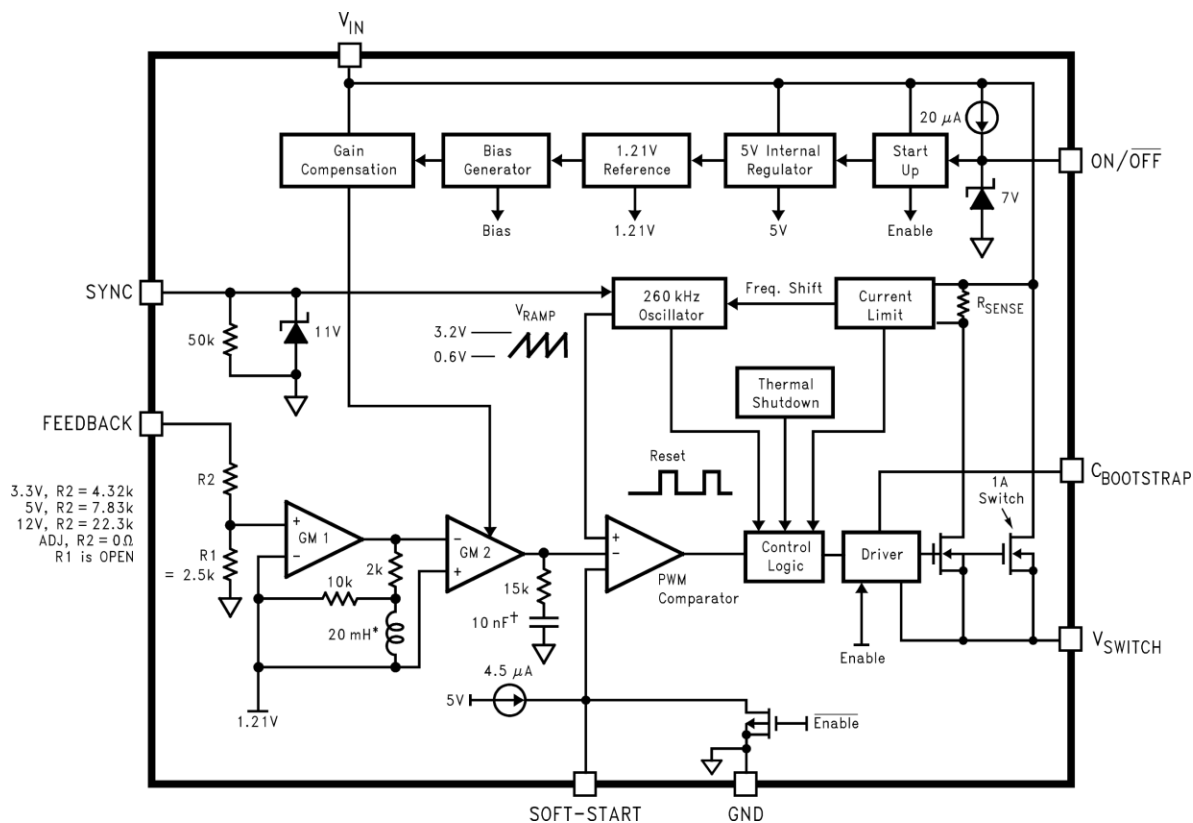 V_IN
20 µA
Gain
Compensation
Bias
Generator
1.21V
Reference
5V Internal
Regulator
Start
Up
ON/O̅F̅F̅
7V
Bias
1.21V
5V
Enable
SYNC
50k
11V
V_RAMP
3.2V
0.6V
260 kHz
Oscillator
Freq. Shift
Current
Limit
R_SENSE
Thermal
Shutdown
FEEDBACK
3.3V, R2 = 4.32k
5V, R2 = 7.83k
12V, R2 = 22.3k
ADJ, R2 = 0Ω
R1 is OPEN
R2
R1
= 2.5k
+
−
GM 1
10k
2k
20 mH*
1.21V
−
+
GM 2
15k
10 nF†
Reset
+
−
PWM
Comparator
Control
Logic
Driver
Enable
1A
Switch
C_BOOTSTRAP
V_SWITCH
4.5 µA
5V
E̅n̅a̅b̅l̅e̅
SOFT-START
GND